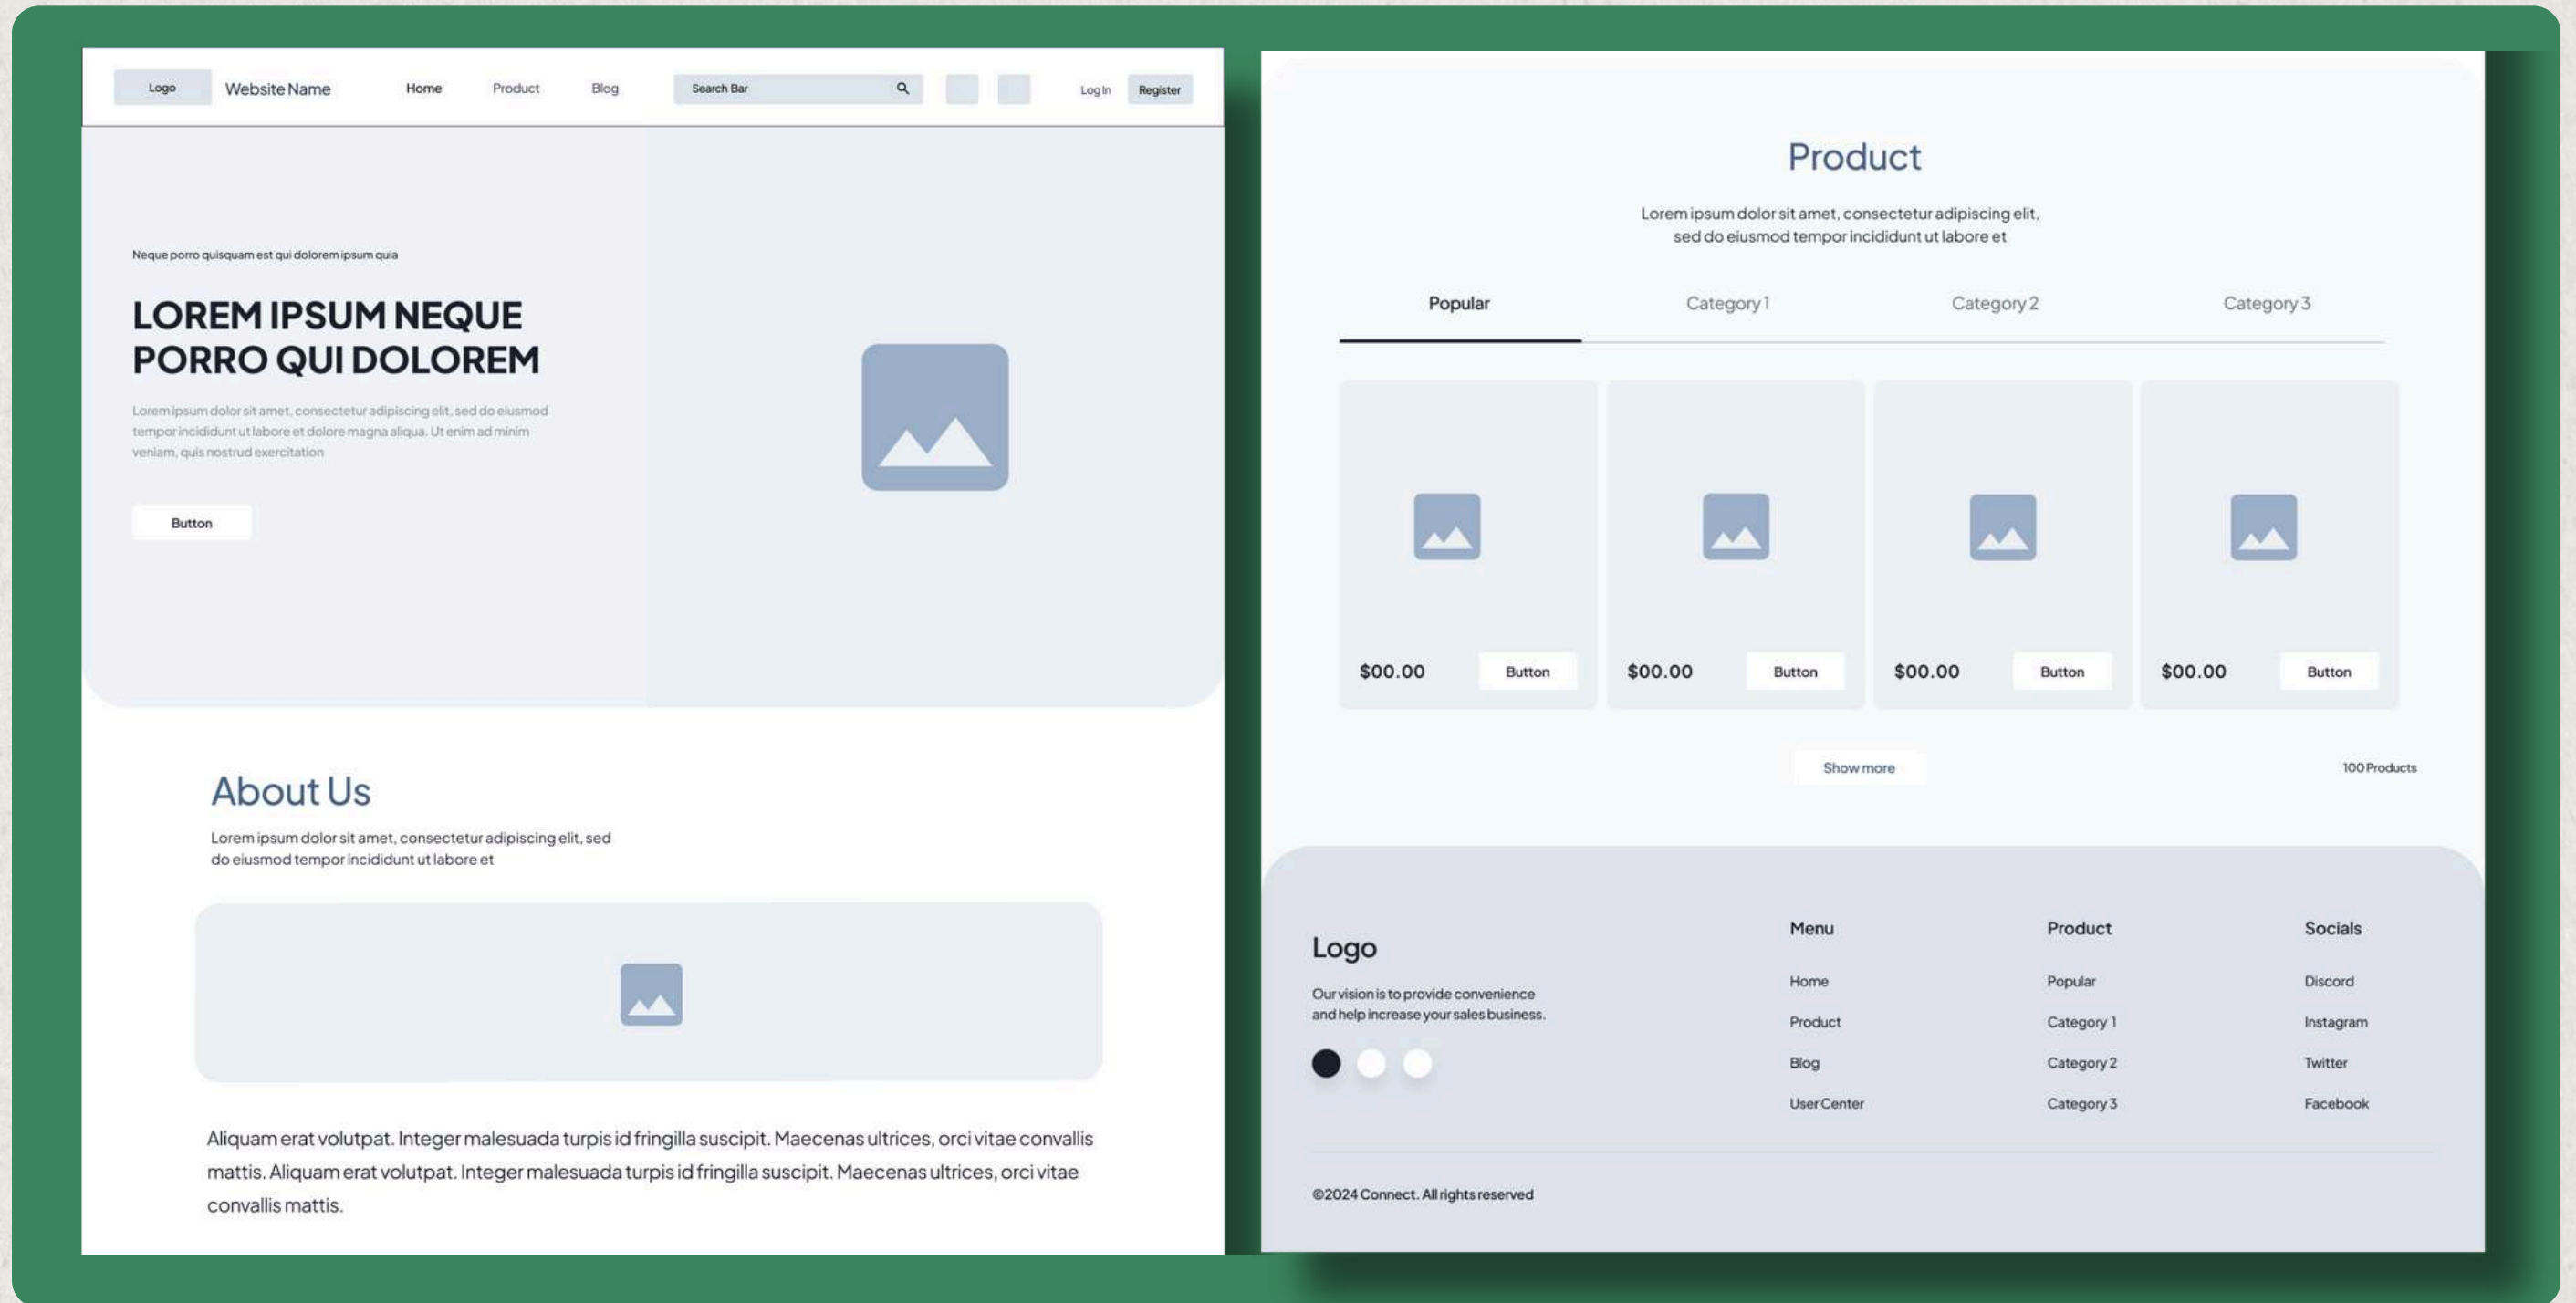 Logo
Website Name
Home
Product
Blog
Search Bar
Log In
Register
Neque porro quisquam est qui dolorem ipsum quia
LOREM IPSUM NEQUE
PORRO QUI DOLOREM
Lorem ipsum dolor sit amet, consectetur adipiscing elit, sed do eiusmod
tempor incididunt ut labore et dolore magna aliqua. Ut enim ad minim
veniam, quis nostrud exercitation
Button
About Us
Lorem ipsum dolor sit amet, consectetur adipiscing elit, sed
do eiusmod tempor incididunt ut labore et
Aliquam erat volutpat. Integer malesuada turpis id fringilla suscipit. Maecenas ultrices, orci vitae convallis
mattis. Aliquam erat volutpat. Integer malesuada turpis id fringilla suscipit. Maecenas ultrices, orci vitae
convallis mattis.
Product
Lorem ipsum dolor sit amet, consectetur adipiscing elit,
sed do eiusmod tempor incididunt ut labore et
Popular
Category 1
Category 2
Category 3
$00.00
Button
$00.00
Button
$00.00
Button
$00.00
Button
Show more
100 Products
Logo
Our vision is to provide convenience
and help increase your sales business.
Menu
Home
Product
Blog
User Center
Product
Popular
Category 1
Category 2
Category 3
Socials
Discord
Instagram
Twitter
Facebook
©2024 Connect. All rights reserved